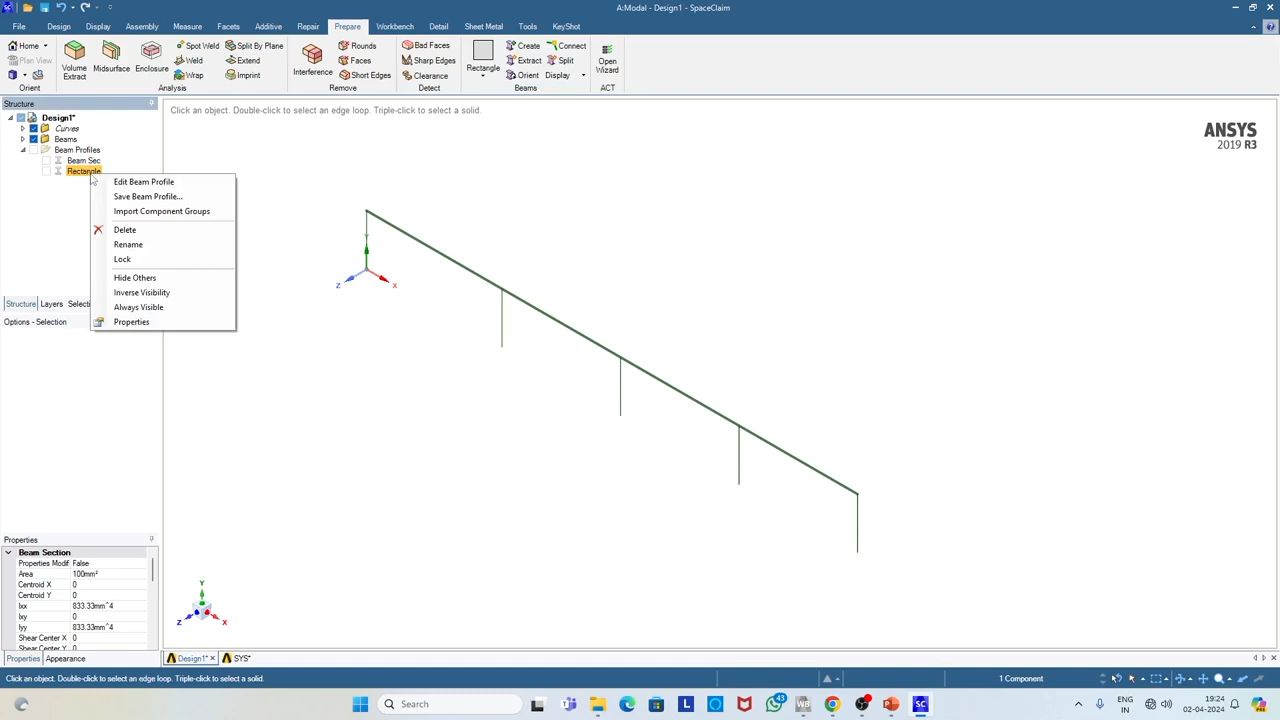 A:Modal - Design1 - SpaceClaim
File Design Display Assembly Measure Facets Additive Repair Prepare Workbench Detail Sheet Metal Tools KeyShot
Home
Plan View
Orient
Volume Extract
Midsurface
Enclosure
Spot Weld
Weld
Wrap
Split By Plane
Extend
Imprint
Analysis
Interference
Rounds
Faces
Short Edges
Remove
Bad Faces
Sharp Edges
Clearance
Detect
Rectangle
Create
Extract
Orient
Connect
Split
Display
Beams
Open Wizard
ACT
Structure
Design1*
Curves
Beams
Beam Profiles
Beam Sec
Rectangle
Click an object. Double-click to select an edge loop. Triple-click to select a solid.
ANSYS
2019 R3
Edit Beam Profile
Save Beam Profile...
Import Component Groups
Delete
Rename
Lock
Hide Others
Inverse Visibility
Always Visible
Properties
Structure Layers Selecti
Options - Selection
Y
Z
X
Properties
Beam Section
Properties Modif False
Area 100mm²
Centroid X 0
Centroid Y 0
Ixx 833.33mm^4
Ixy 0
Iyy 833.33mm^4
Shear Center X 0
Shear Center Y 0
Properties Appearance
Y
Z
X
Design1* SYS*
Click an object. Double-click to select an edge loop. Triple-click to select a solid.
1 Component
Search
43
ENG
IN
19:24
02-04-2024